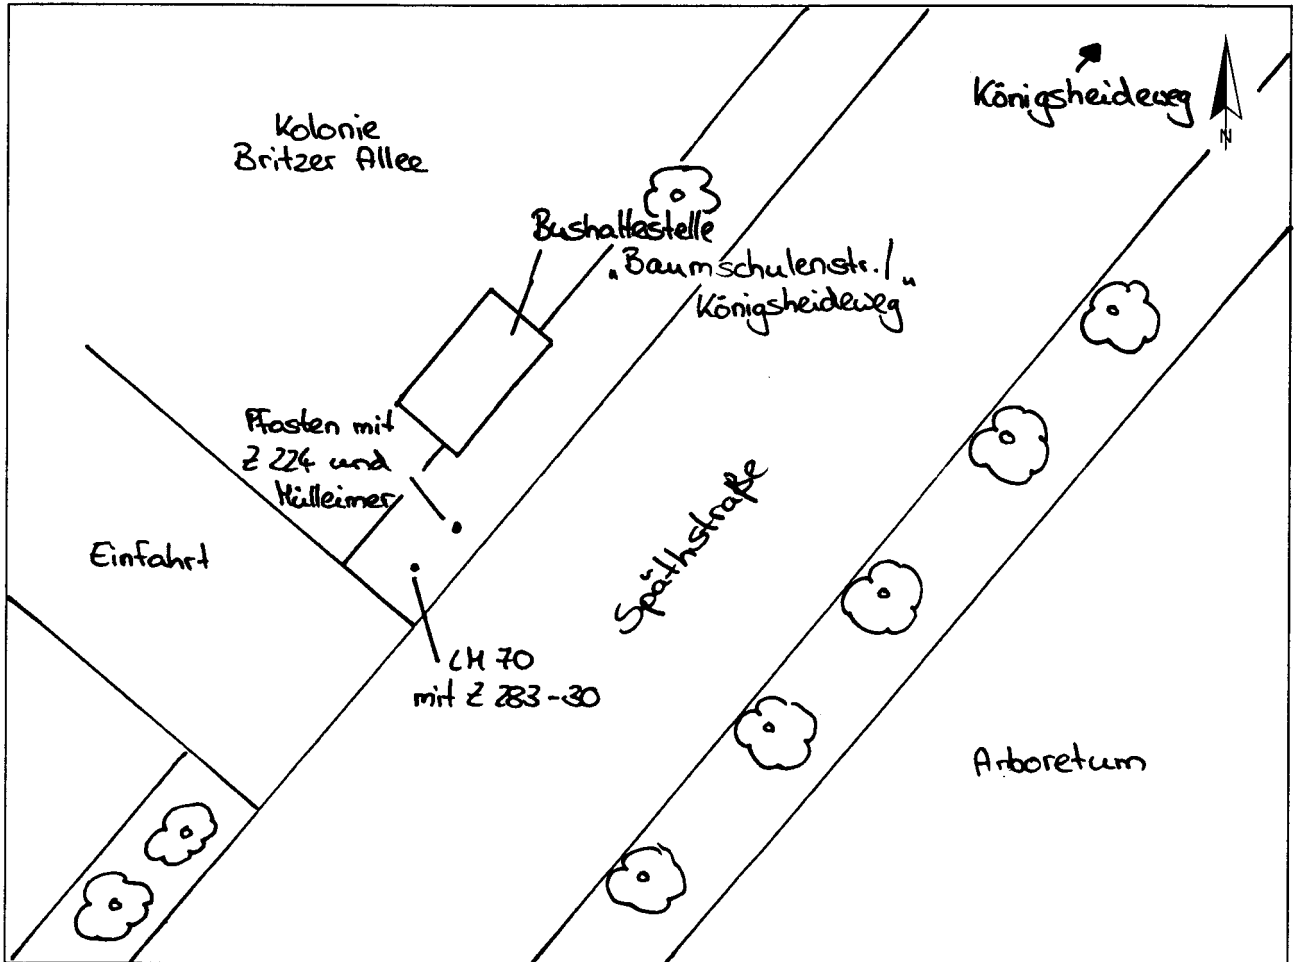 Königsheideweg
N
Kolonie
Britzer Allee
Bushaltestelle
"Baumschulenstr./
Königsheideweg"
Pfosten mit
Z 224 und
Mülleimer
Einfahrt
Späthstraße
LM 70
mit Z 283-30
Arboretum